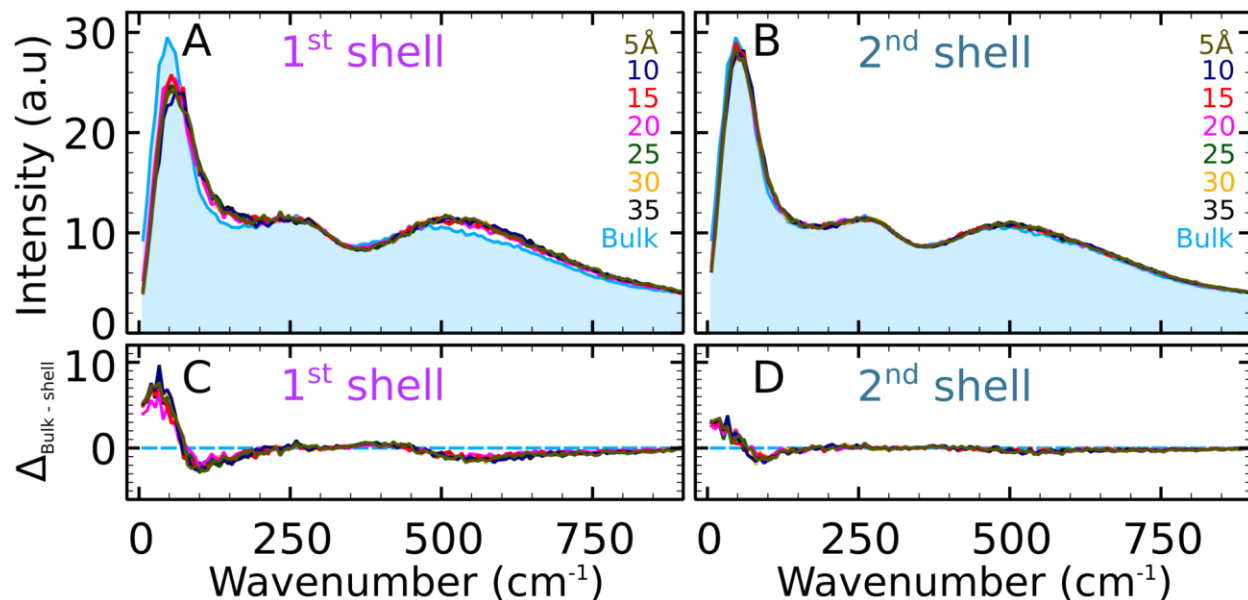 30
20
10
0
Intensity (a.u)
A
1st shell
5Å
10
15
20
25
30
35
Bulk
B
2nd shell
5Å
10
15
20
25
30
35
Bulk
10
0
ΔBulk - shell
C
1st shell
D
2nd shell
0 250 500 750
0 250 500 750
Wavenumber (cm-1)
Wavenumber (cm-1)